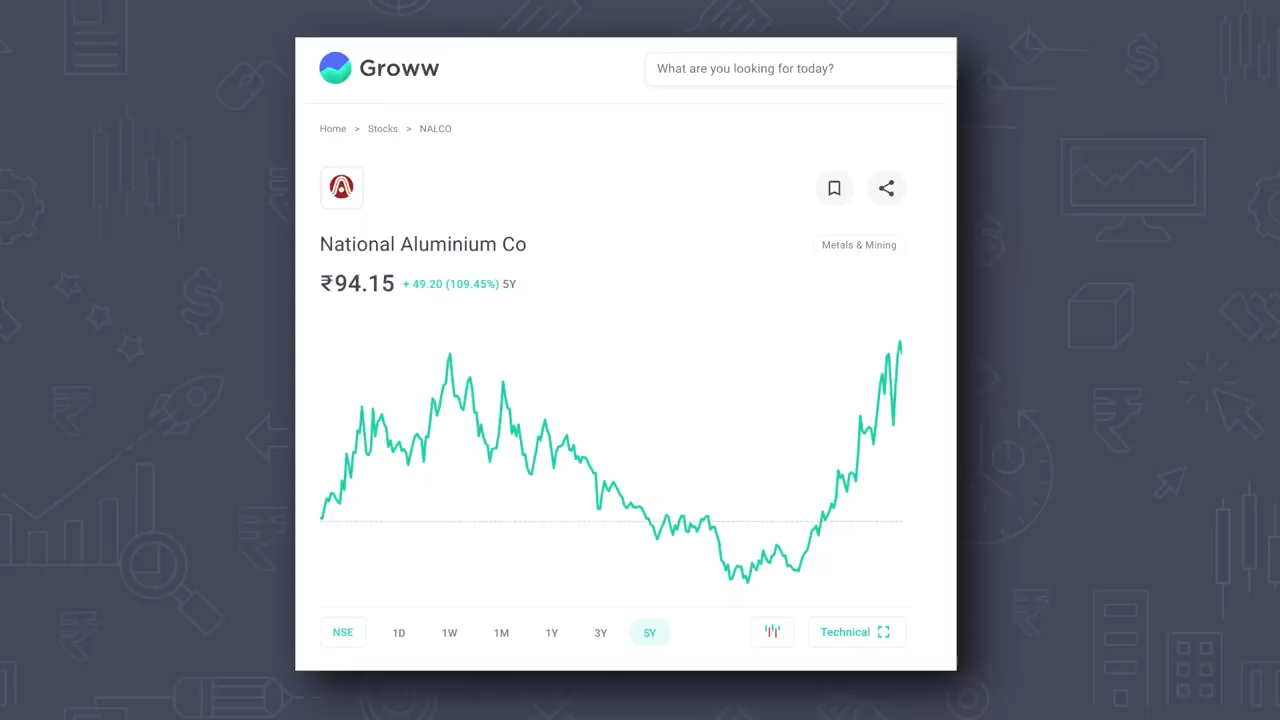 Groww
What are you looking for today?
Home > Stocks > NALCO
National Aluminium Co
Metals & Mining
₹94.15 + 49.20 (109.45%) 5Y
NSE 1D 1W 1M 1Y 3Y 5Y Technical